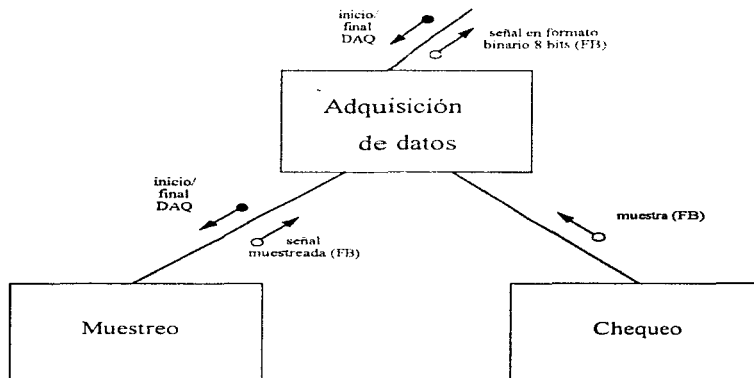 inicio/
final
DAQ
señal en formato
binario 8 bits (FB)
Adquisición
de datos
inicio/
final
DAQ
señal
muestreada (FB)
muestra (FB)
Muestreo
Chequeo